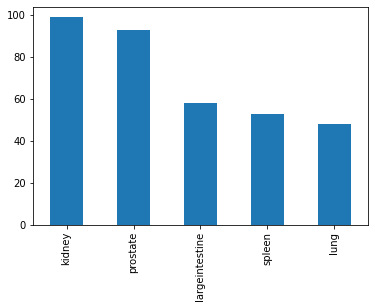 100
80
60
40
20
0
kidney
prostate
largeintestine
spleen
lung